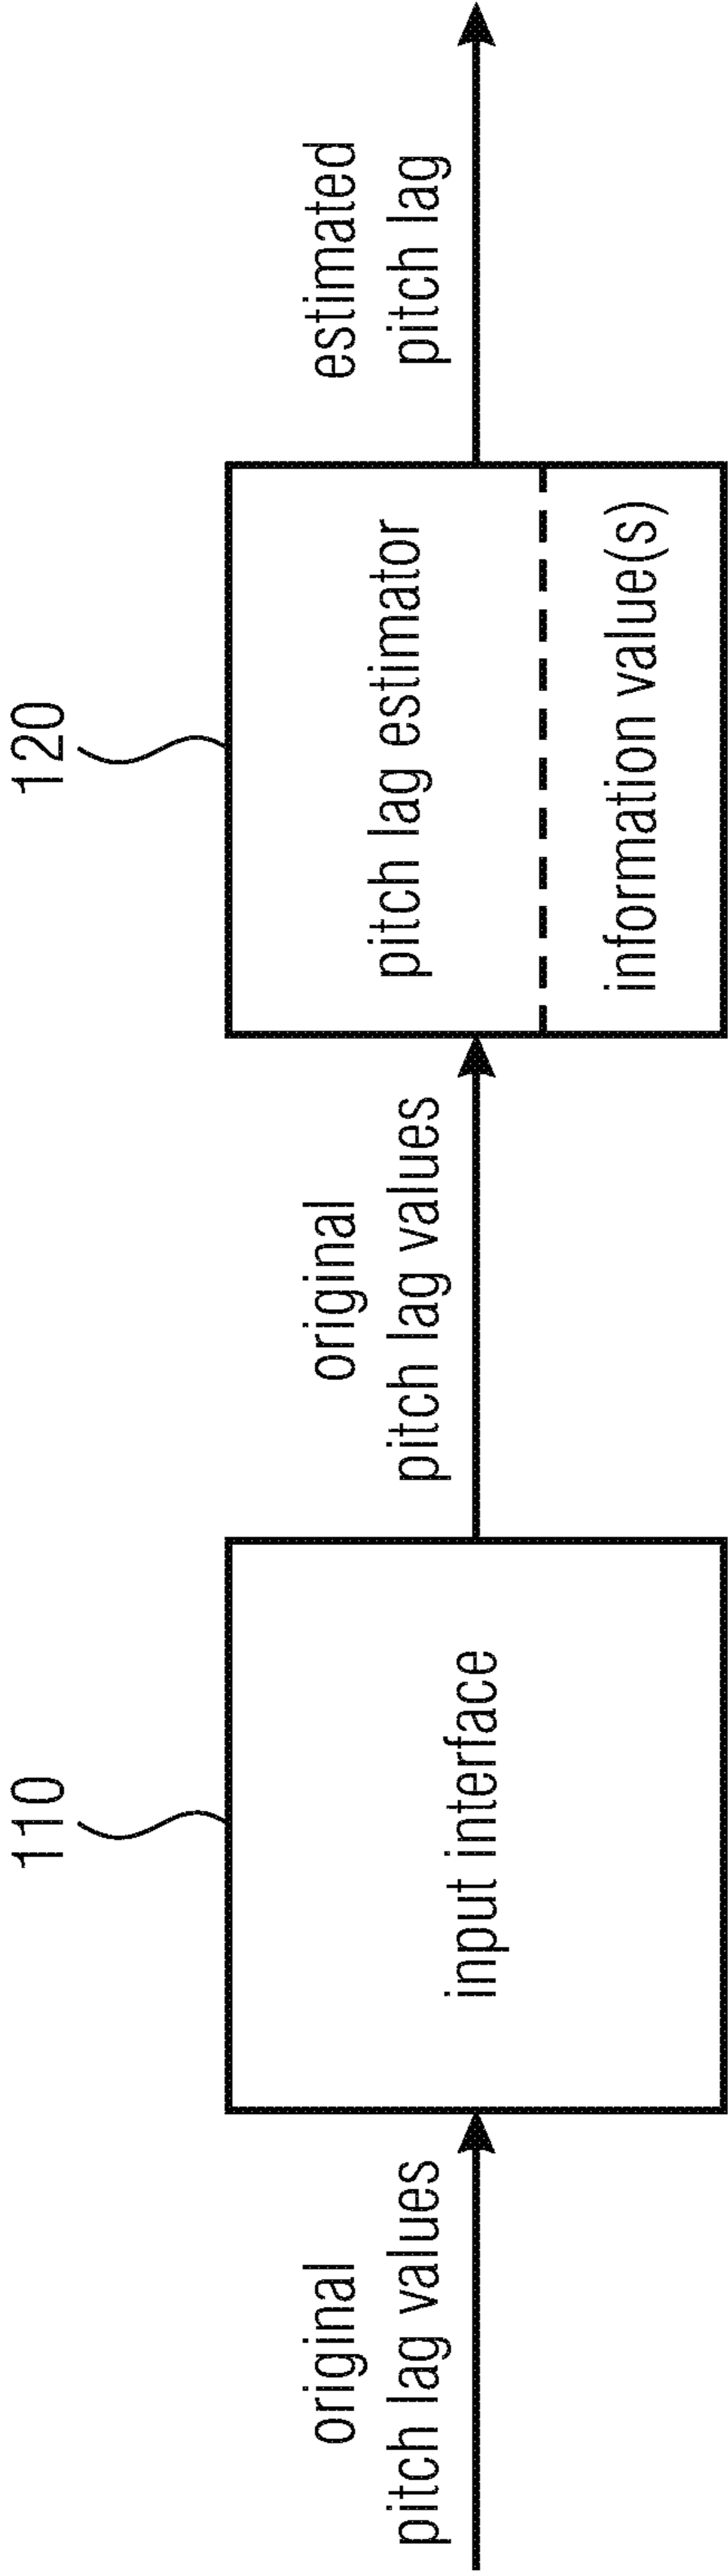 original
pitch lag values
110
input interface
original
pitch lag values
120
pitch lag estimator
information value(s)
estimated
pitch lag